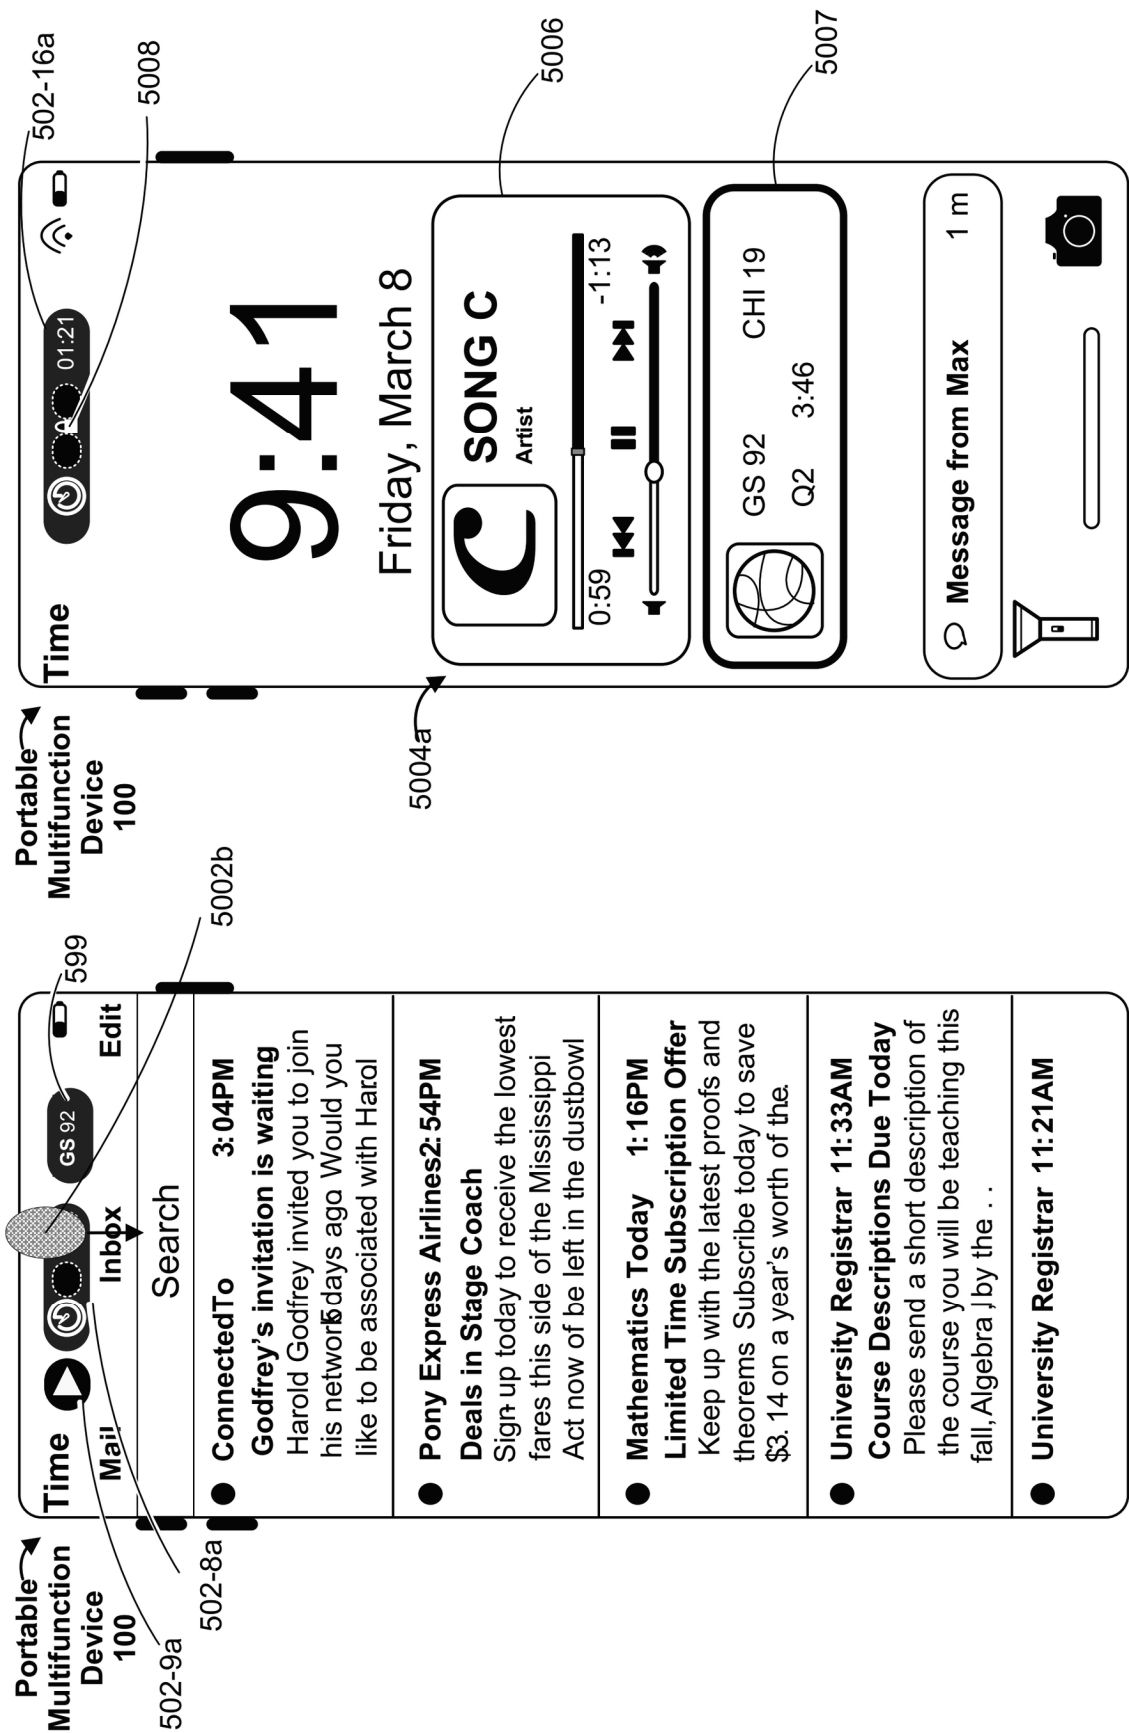 Portable
Multifunction
Device
100
502-9a
502-8a
599
5002b
Time
GS 92
Mail
Inbox
Edit
Search
ConnectedTo 3:04PM
Godfrey's invitation is waiting
Harold Godfrey invited you to join
his network 5 days ago Would you
like to be associated with Harol
Pony Express Airlines 2:54PM
Deals in Stage Coach
Sign up today to receive the lowest
fares this side of the Mississippi
Act now of be left in the dustbowl
Mathematics Today 1:16PM
Limited Time Subscription Offer
Keep up with the latest proofs and
theorems Subscribe today to save
$3.14 on a year's worth of the.
University Registrar 11:33AM
Course Descriptions Due Today
Please send a short description of
the course you will be teaching this
fall, Algebra I, by the . .
University Registrar 11:21AM
Portable
Multifunction
Device
100
502-16a
5008
5004a
5006
5007
Time
01:21
9:41
Friday, March 8
C
SONG C
Artist
0:59 -1:13
GS 92 CHI 19
Q2 3:46
Message from Max 1 m